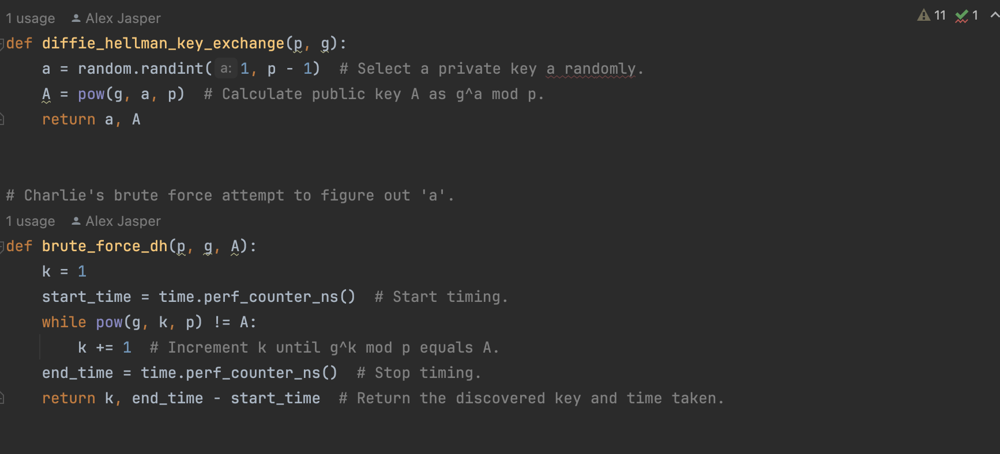 1 usage Alex Jasper
11 1
def diffie_hellman_key_exchange(p, g):
a = random.randint( a: 1, p - 1)  # Select a private key a randomly.
A = pow(g, a, p)  # Calculate public key A as g^a mod p.
return a, A
# Charlie's brute force attempt to figure out 'a'.
1 usage Alex Jasper
def brute_force_dh(p, g, A):
k = 1
start_time = time.perf_counter_ns()  # Start timing.
while pow(g, k, p) != A:
k += 1  # Increment k until g^k mod p equals A.
end_time = time.perf_counter_ns()  # Stop timing.
return k, end_time - start_time  # Return the discovered key and time taken.